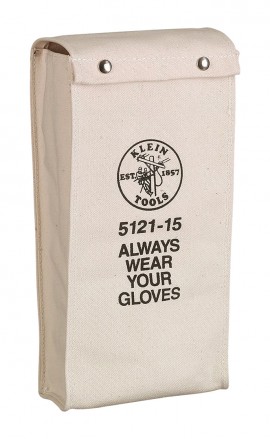 KLEIN
EST. 1857
TOOLS
5121-15
ALWAYS
WEAR
YOUR
GLOVES